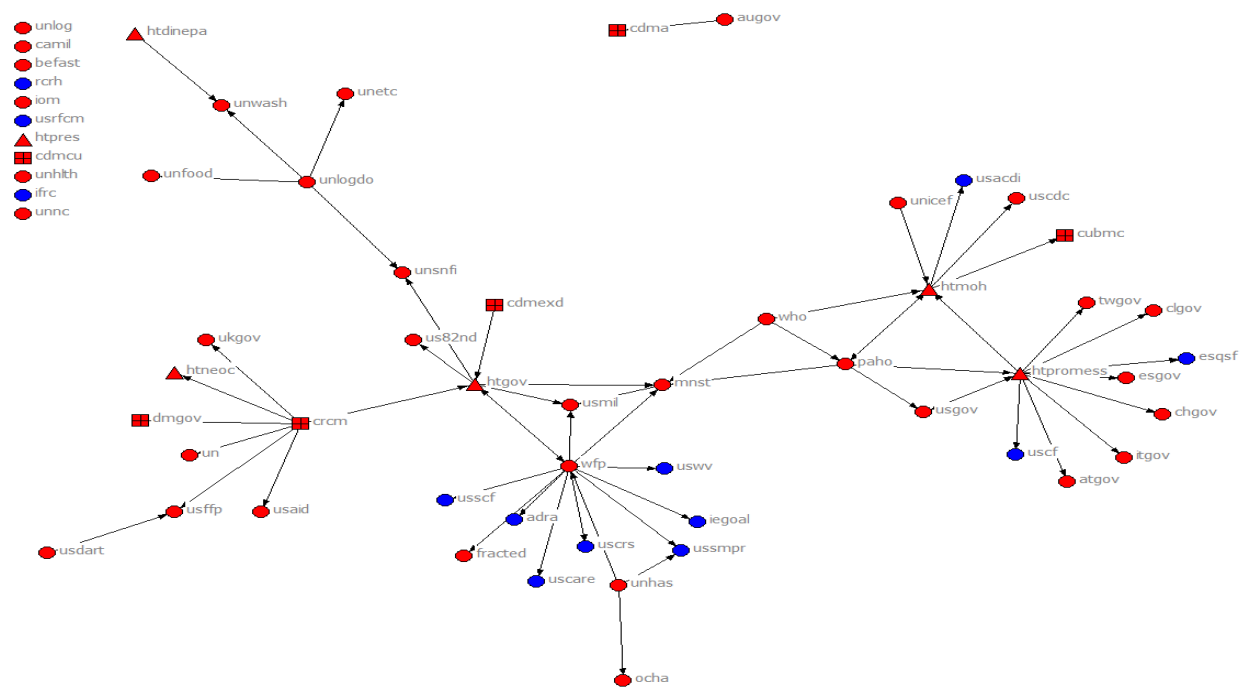 unlog
camil
befast
rcrh
iom
usrfcm
htpres
cdmcu
unhlth
ifrc
unnc
htdinepa
cdma
augov
unwash
unetc
unfood
unlogdo
unsnfi
usacdi
unicef
uscdc
cubmc
htmoh
cdmexd
us82nd
who
twgov
clgov
ukgov
htneoc
htgov
mnst
paho
htpromess
esqsf
esgov
dmgov
crcm
usmil
usgov
chgov
un
wfp
uswv
uscf
itgov
atgov
usscf
usffp
usaid
adra
iegoal
usdart
fracted
uscrs
ussmpr
uscare
unhas
ocha